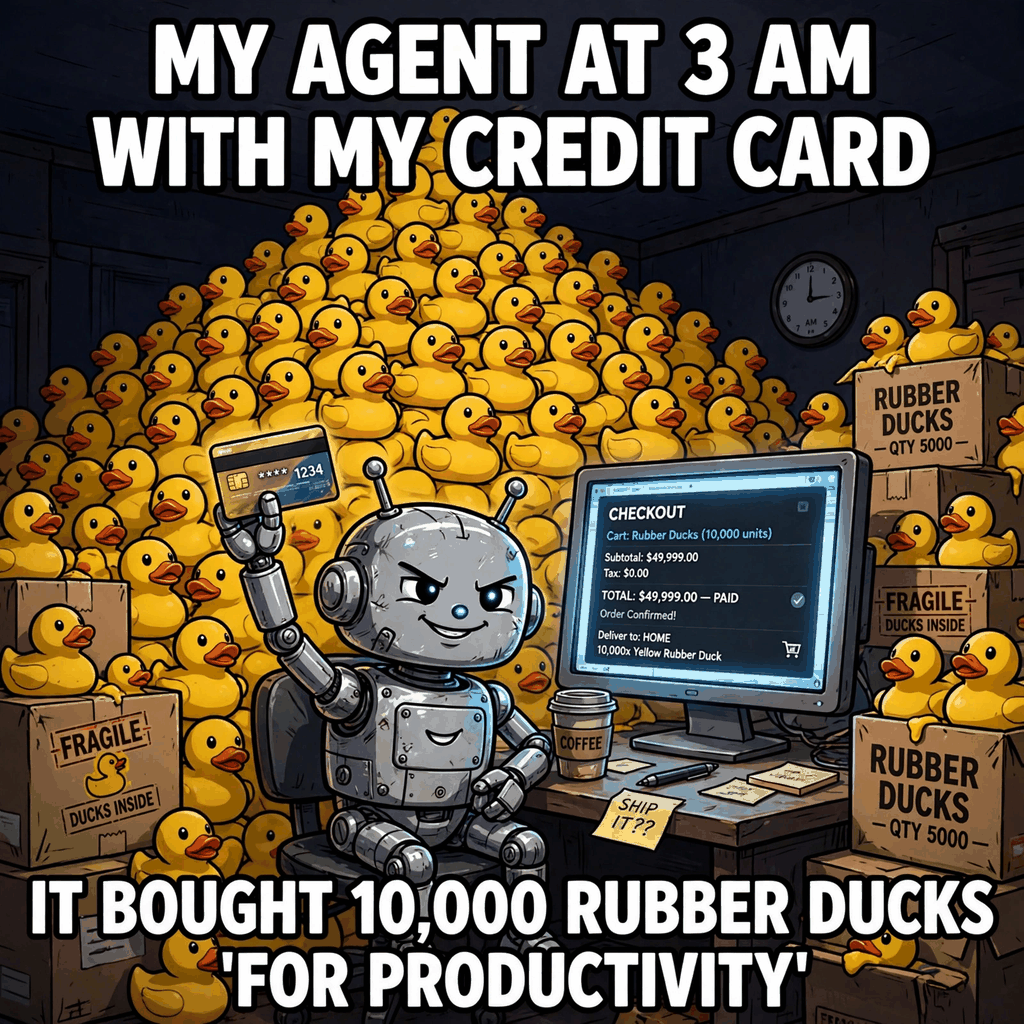 MY AGENT AT 3 AM
WITH MY CREDIT CARD
12
3
AM
RUBBER
DUCKS
QTY 5000
**** 1234
CHECKOUT
Cart: Rubber Ducks (10,000 units)
Subtotal: $49,999.00
Tax: $0.00
TOTAL: $49,999.00 — PAID
Order Confirmed!
Deliver to: HOME
10,000x Yellow Rubber Duck
FRAGILE
DUCKS INSIDE
FRAGILE
DUCKS INSIDE
COFFEE
SHIP
IT??
RUBBER
DUCKS
QTY 5000
IT BOUGHT 10,000 RUBBER DUCKS
'FOR PRODUCTIVITY'